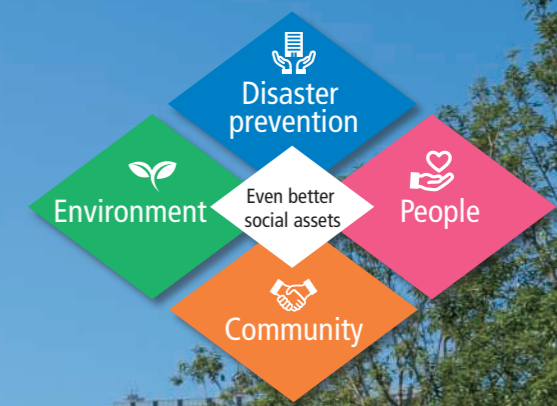 Disaster
prevention
Environment
Even better
social assets
People
Community